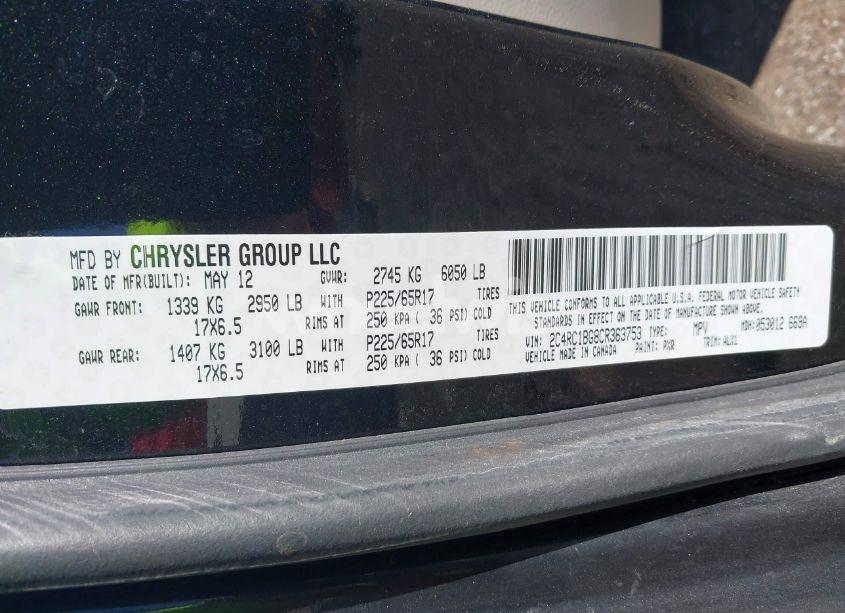 MFD BY CHRYSLER GROUP LLC
DATE OF MFR(BUILT): MAY 12 GVWR: 2745 KG 6050 LB
GAWR FRONT: 1339 KG 2950 LB WITH P225/65R17 TIRES
17X6.5 RIMS AT 250 KPA ( 36 PSI) COLD
GAWR REAR: 1407 KG 3100 LB WITH P225/65R17 TIRES
17X6.5 RIMS AT 250 KPA ( 36 PSI) COLD
THIS VEHICLE CONFORMS TO ALL APPLICABLE U.S.A. FEDERAL MOTOR VEHICLE SAFETY
STANDARDS IN EFFECT ON THE DATE OF MANUFACTURE SHOWN ABOVE
VIN: 2C4RC1BG8CR363753 TYPE: MPV MDH: 053012 669A
VEHICLE MADE IN CANADA PAINT: PXR TRIM: ALX1